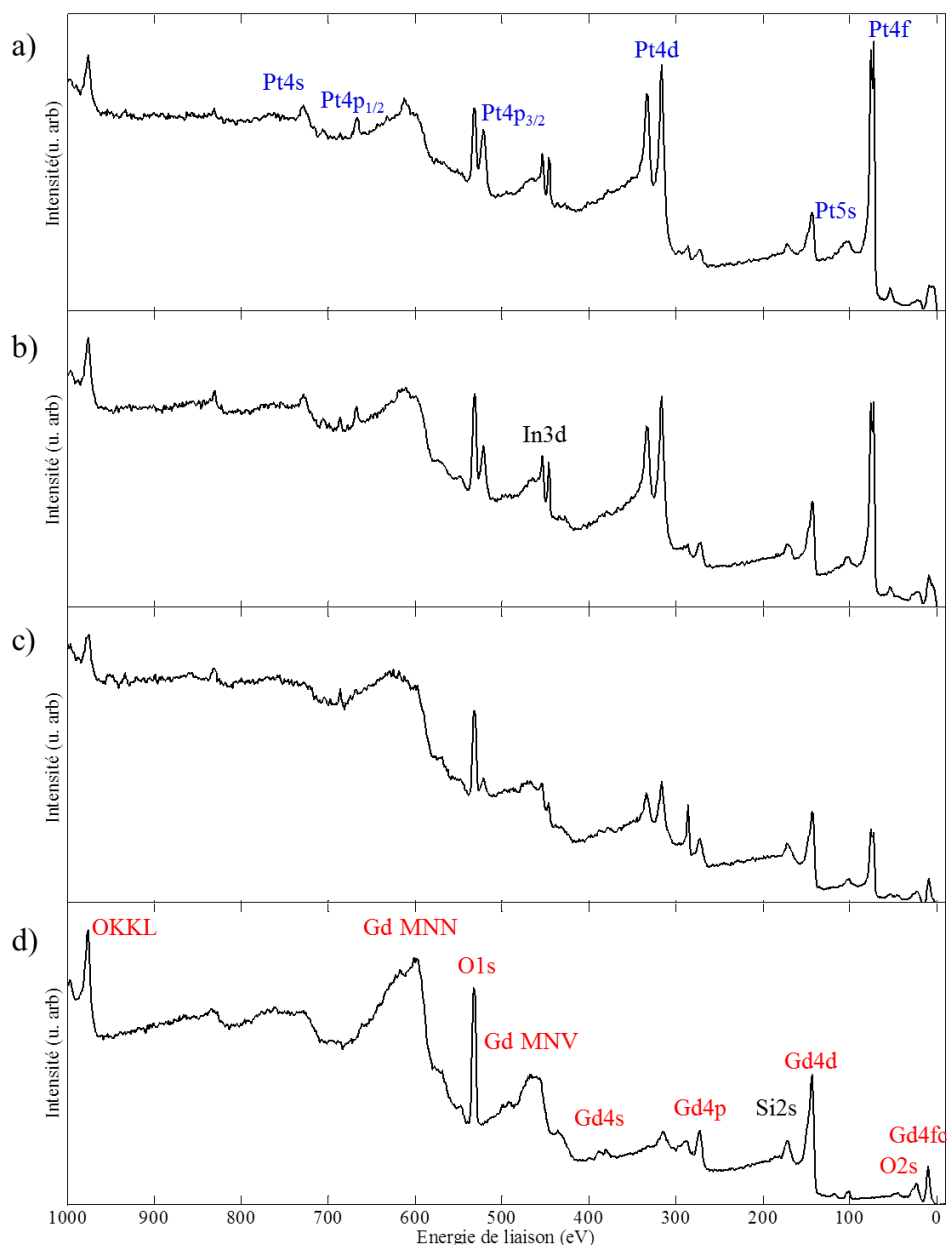 a)
Pt4f
Pt4d
Pt4s
Pt4p1/2
Pt4p3/2
Pt5s
Intensité(u. arb)
b)
In3d
Intensité (u. arb)
c)
Intensité (u. arb)
d)
OKKL
Gd MNN
O1s
Gd MNV
Gd4d
Gd4s
Gd4p
Si2s
Gd4fc
O2s
Intensité (u. arb)
1000 900 800 700 600 500 400 300 200 100 0
Energie de liaison (eV)